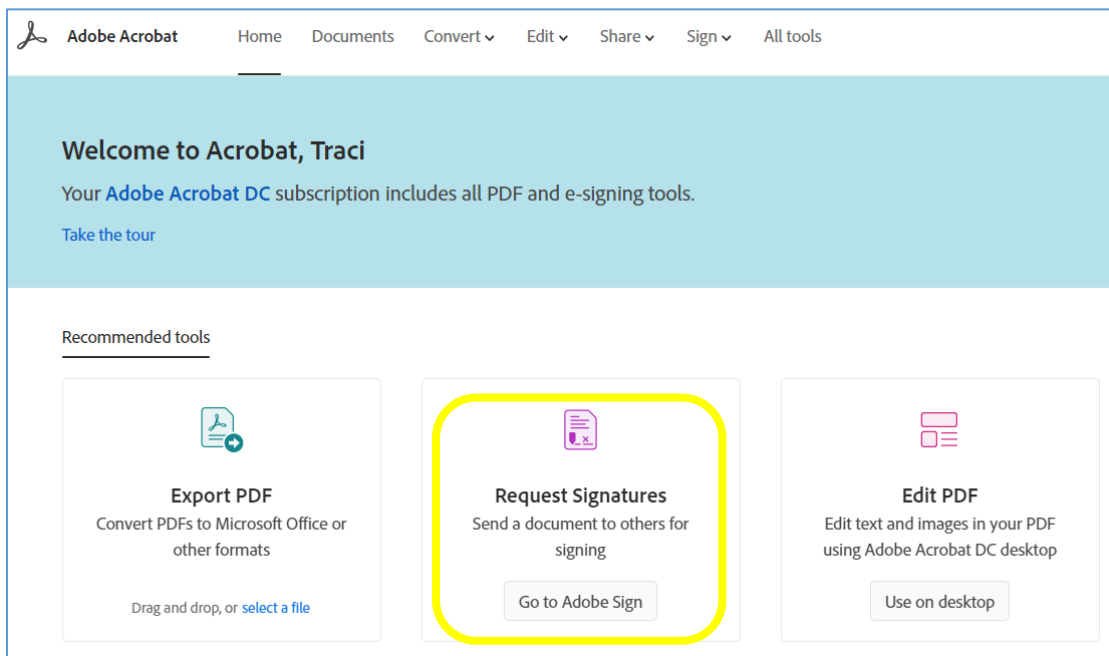 Adobe Acrobat Home Documents Convert Edit Share Sign All tools
Welcome to Acrobat, Traci
Your Adobe Acrobat DC subscription includes all PDF and e-signing tools.
Take the tour
Recommended tools
Export PDF
Convert PDFs to Microsoft Office or
other formats
Drag and drop, or select a file
Request Signatures
Send a document to others for
signing
Go to Adobe Sign
Edit PDF
Edit text and images in your PDF
using Adobe Acrobat DC desktop
Use on desktop